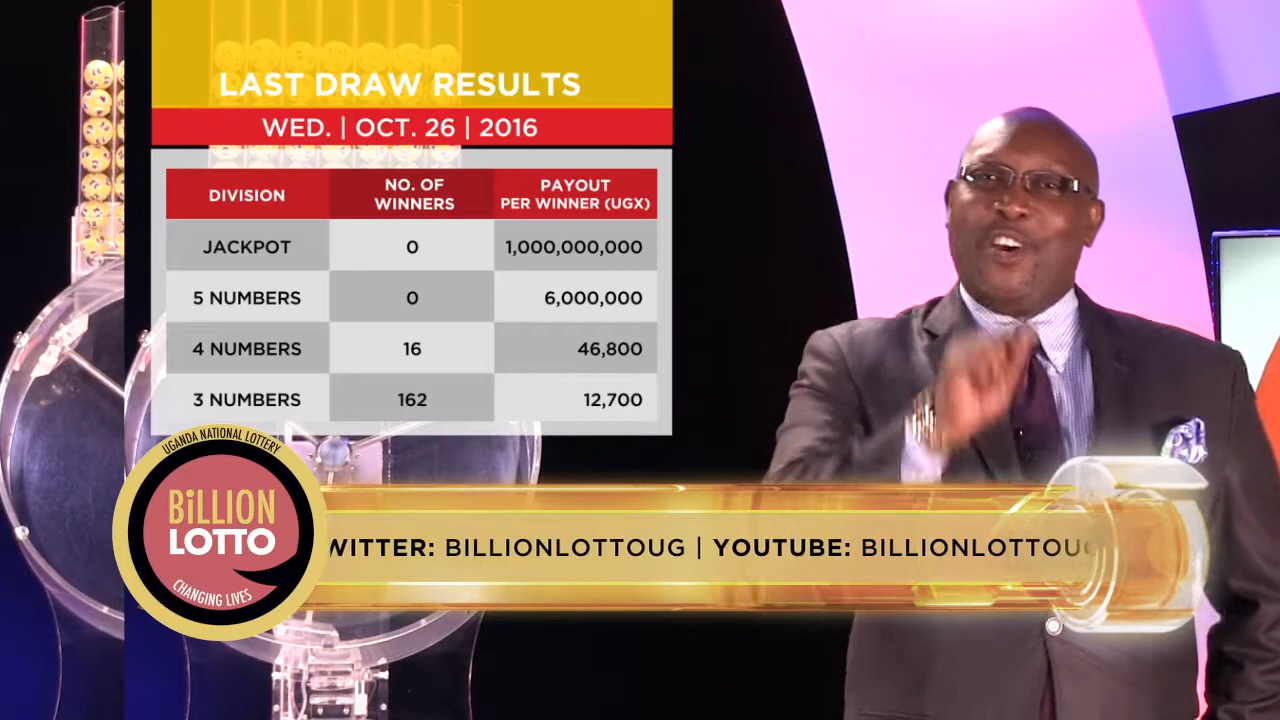 LAST DRAW RESULTS
WED. | OCT. 26 | 2016
DIVISION NO. OF WINNERS PAYOUT PER WINNER (UGX)
JACKPOT 0 1,000,000,000
5 NUMBERS 0 6,000,000
4 NUMBERS 16 46,800
3 NUMBERS 162 12,700
UGANDA NATIONAL LOTTERY
BiLLION
LOTTO
CHANGING LIVES
WITTER: BILLIONLOTTOUG | YOUTUBE: BILLIONLOTTOUG